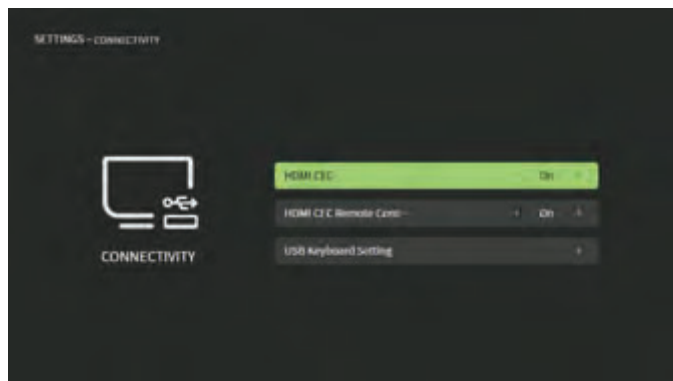 SETTINGS - CONNECTIVITY
HDMI CEC On
HDMI CEC Remote Cont... On
USB Keyboard Setting
CONNECTIVITY